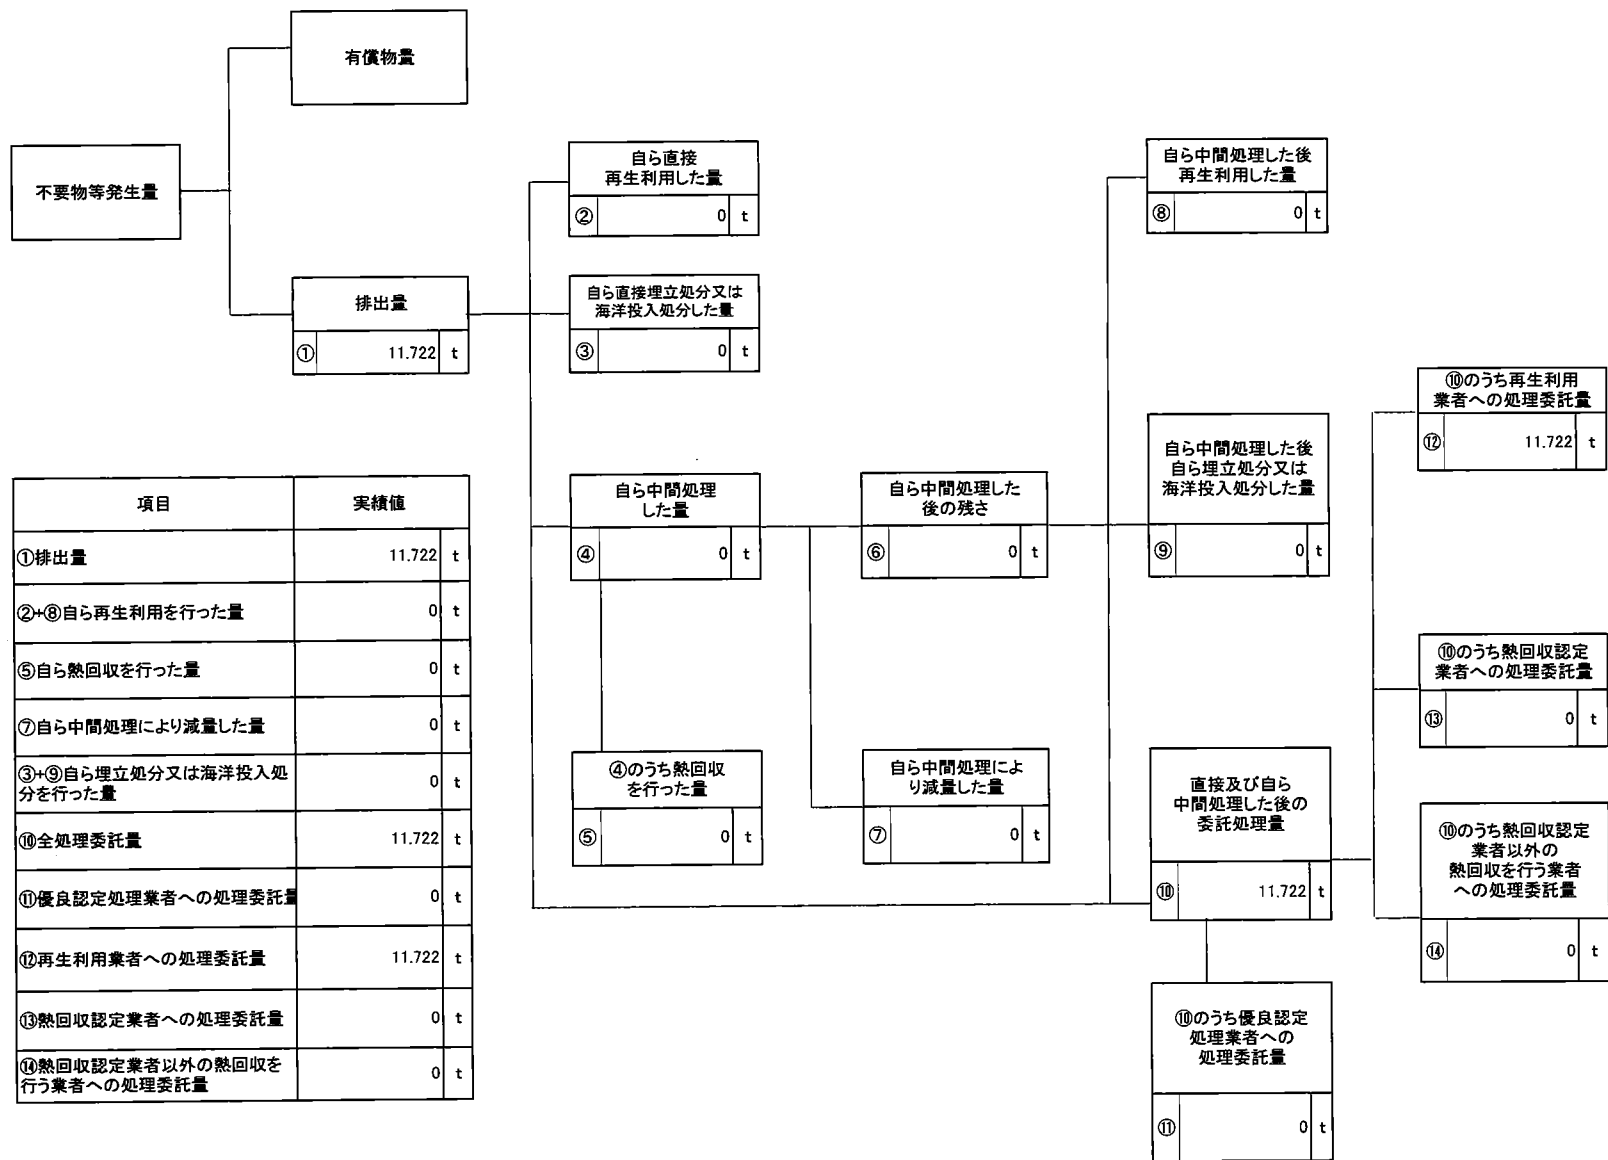 有償物量
不要物等発生量
排出量
① 11.722 t
自ら直接
再生利用した量
② 0 t
自ら直接埋立処分又は
海洋投入処分した量
③ 0 t
自ら中間処理
した量
④ 0 t
④のうち熱回収
を行った量
⑤ 0 t
自ら中間処理した
後の残さ
⑥ 0 t
自ら中間処理によ
り減量した量
⑦ 0 t
自ら中間処理した後
再生利用した量
⑧ 0 t
自ら中間処理した後
自ら埋立処分又は
海洋投入処分した量
⑨ 0 t
直接及び自ら
中間処理した後の
委託処理量
⑩ 11.722 t
⑩のうち優良認定
処理業者への
処理委託量
⑪ 0 t
⑩のうち再生利用
業者への処理委託量
⑫ 11.722 t
⑩のうち熱回収認定
業者への処理委託量
⑬ 0 t
⑩のうち熱回収認定
業者以外の
熱回収を行う業者
への処理委託量
⑭ 0 t
項目 実績値
①排出量 11.722 t
②+⑧自ら再生利用を行った量 0 t
⑤自ら熱回収を行った量 0 t
⑦自ら中間処理により減量した量 0 t
③+⑨自ら埋立処分又は海洋投入処
分を行った量 0 t
⑩全処理委託量 11.722 t
⑪優良認定処理業者への処理委託量 0 t
⑫再生利用業者への処理委託量 11.722 t
⑬熱回収認定業者への処理委託量 0 t
⑭熱回収認定業者以外の熱回収を
行う業者への処理委託量 0 t